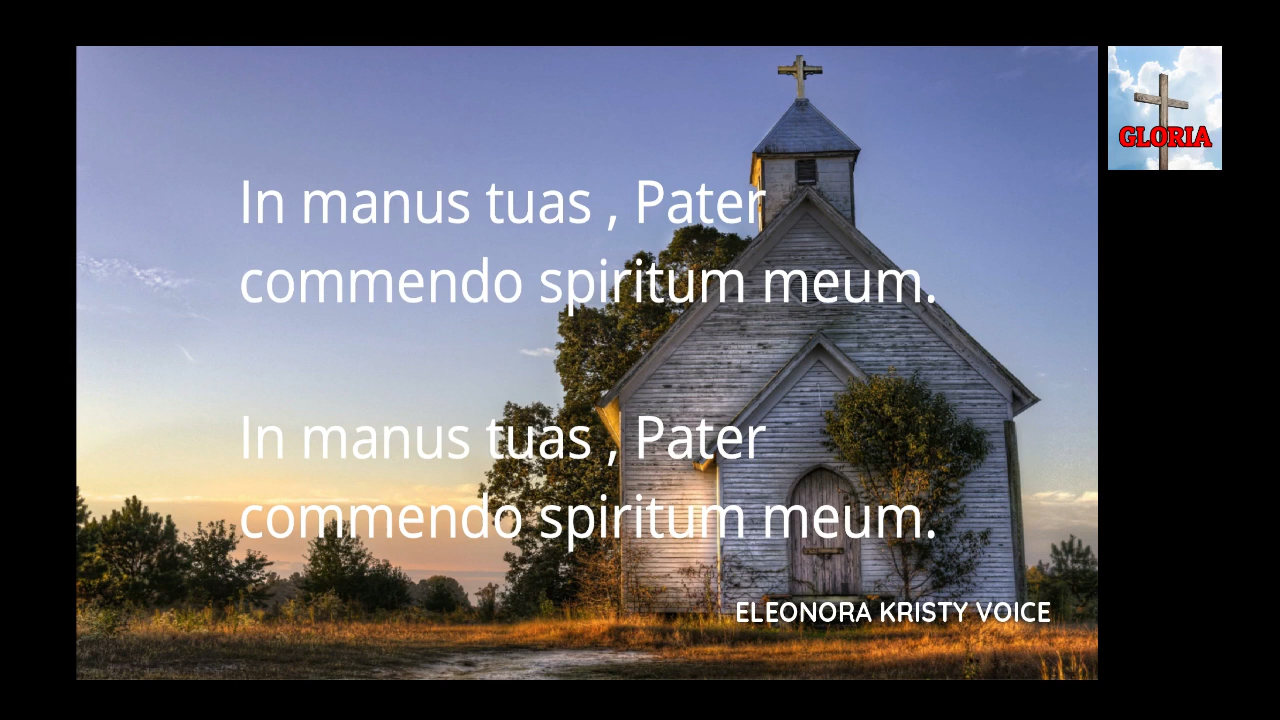 In manus tuas , Pater
commendo spiritum meum.
In manus tuas , Pater
commendo spiritum meum.
ELEONORA KRISTY VOICE
GLORIA